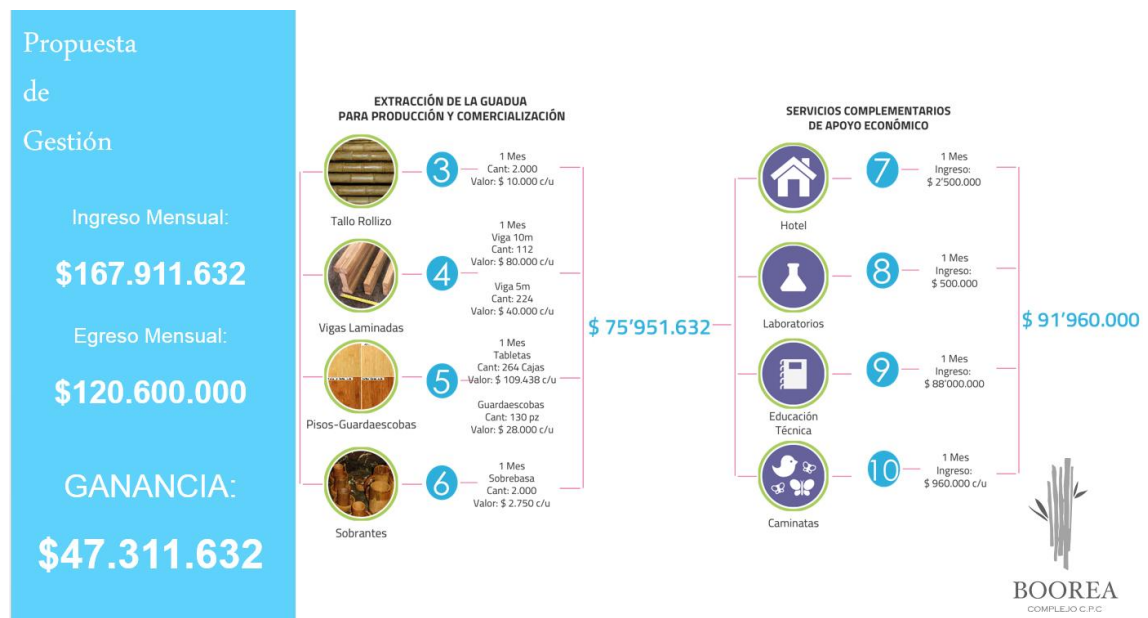 Propuesta
de
Gestión
Ingreso Mensual:
$167.911.632
Egreso Mensual:
$120.600.000
GANANCIA:
$47.311.632
EXTRACCIÓN DE LA GUADUA
PARA PRODUCCIÓN Y COMERCIALIZACIÓN
Tallo Rollizo
3
1 Mes
Cant: 2.000
Valor: $ 10.000 c/u
Vigas Laminadas
4
1 Mes
Viga 10m
Cant: 112
Valor: $ 80.000 c/u
Viga 5m
Cant: 224
Valor: $ 40.000 c/u
Pisos-Guardaescobas
5
1 Mes
Tabletas
Cant: 264 Cajas
Valor: $ 109.438 c/u
Guardaescobas
Cant: 130 pz
Valor: $ 28.000 c/u
Sobrantes
6
1 Mes
Sobrebasa
Cant: 2.000
Valor: $ 2.750 c/u
$ 75’951.632
SERVICIOS COMPLEMENTARIOS
DE APOYO ECONÓMICO
Hotel
7
1 Mes
Ingreso:
$ 2’500.000
Laboratorios
8
1 Mes
Ingreso:
$ 500.000
Educación
Técnica
9
1 Mes
Ingreso:
$ 88’000.000
Caminatas
10
1 Mes
Ingreso:
$ 960.000 c/u
$ 91’960.000
BOOREA
COMPLEJO C.P.C